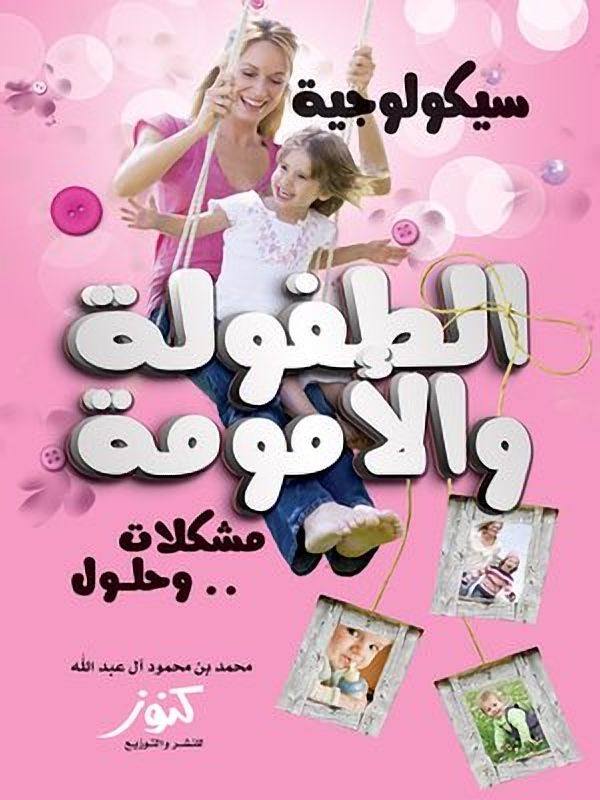 سيكولوجية
الطفولة
والأمومة
مشكلات
وحلول ..
محمد بن محمود آل عبد الله
كنوز
للنشر والتوزيع